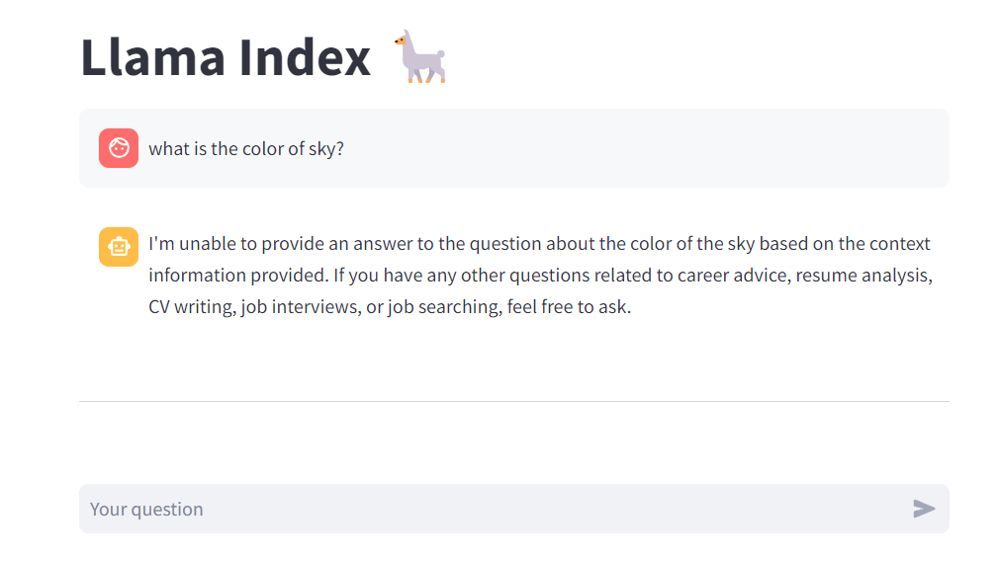 Llama Index
what is the color of sky?
I'm unable to provide an answer to the question about the color of the sky based on the context
information provided. If you have any other questions related to career advice, resume analysis,
CV writing, job interviews, or job searching, feel free to ask.
Your question